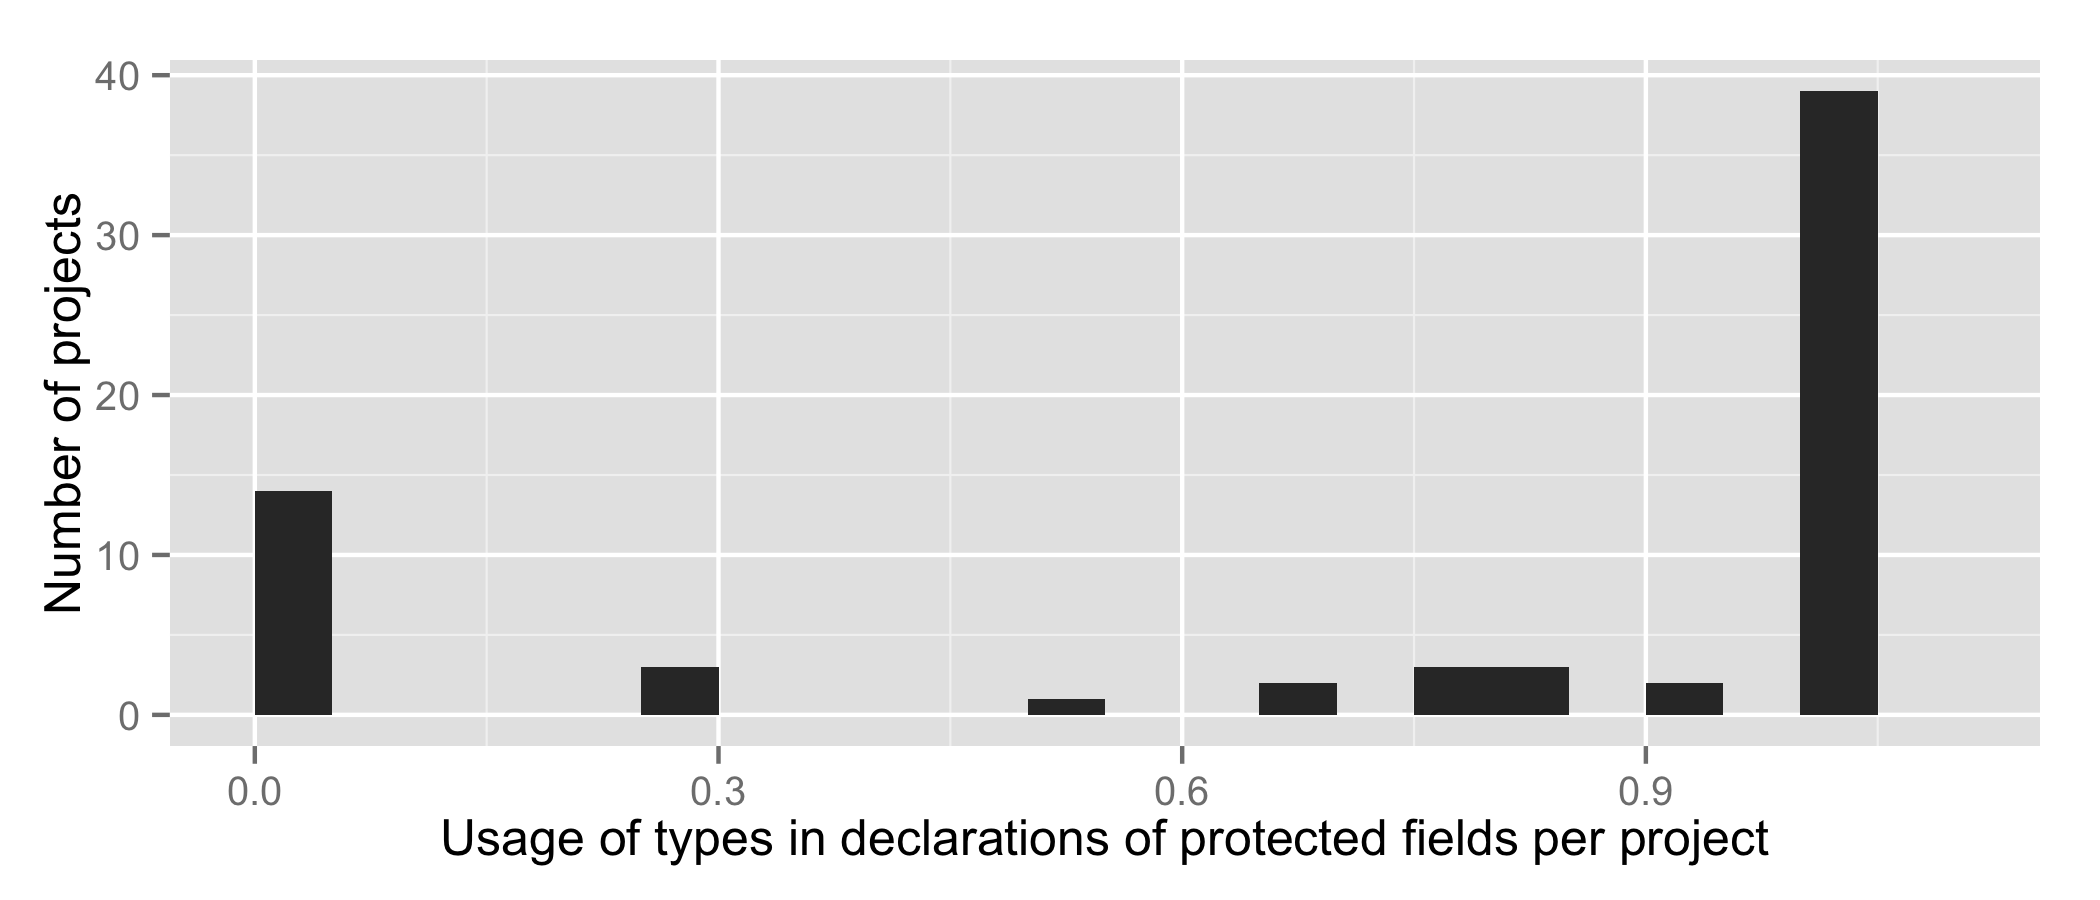 Number of projects
40
30
20
10
0
0.0 0.3 0.6 0.9
Usage of types in declarations of protected fields per project